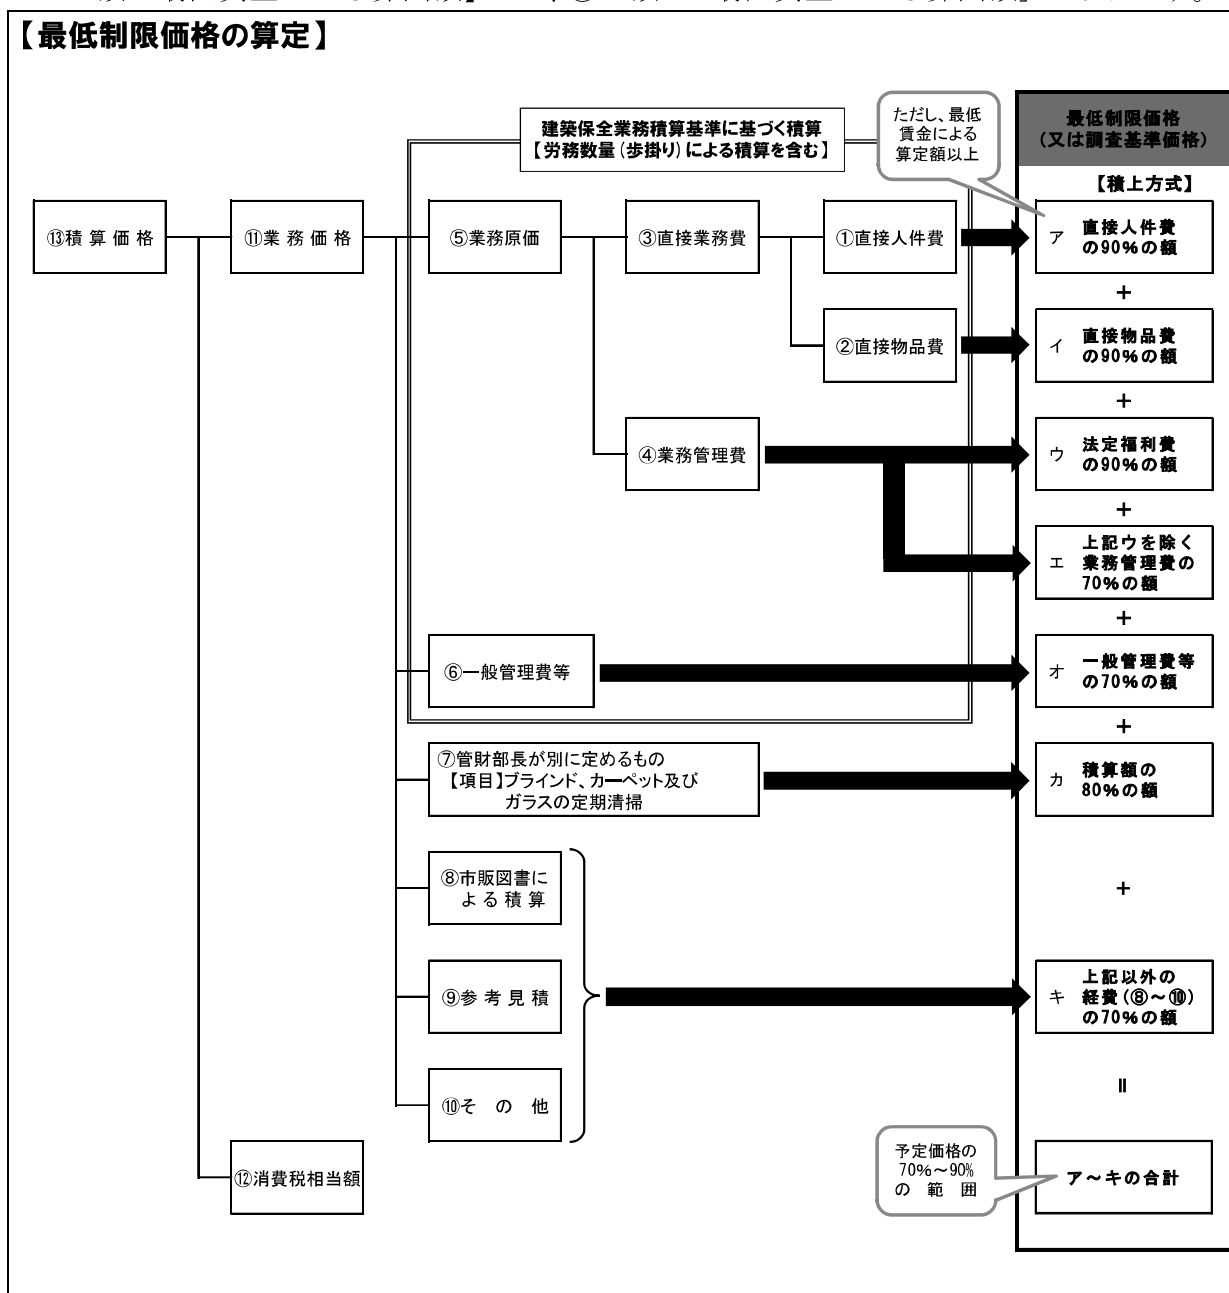 【最低制限価格の算定】
建築保全業務積算基準に基づく積算
【労務数量(歩掛り)による積算を含む】
ただし、最低
賃金による
算定額以上
最低制限価格
(又は調査基準価格)
【積上方式】
⑬積算価格
⑪業務価格
⑤業務原価
③直接業務費
①直接人件費
ア 直接人件費
の90%の額
+
②直接物品費
イ 直接物品費
の90%の額
+
④業務管理費
ウ 法定福利費
の90%の額
+
エ 上記ウを除く
業務管理費の
70%の額
+
⑥一般管理費等
オ 一般管理費等
の70%の額
+
⑦管財部長が別に定めるもの
【項目】ブラインド、カーペット及び
ガラスの定期清掃
カ 積算額の
80%の額
⑧市販図書に
よる積算
+
⑨参考見積
キ 上記以外の
経費(⑧~⑩)
の70%の額
⑩その他
=
⑫消費税相当額
予定価格の
70%~90%
の範囲
ア~キの合計